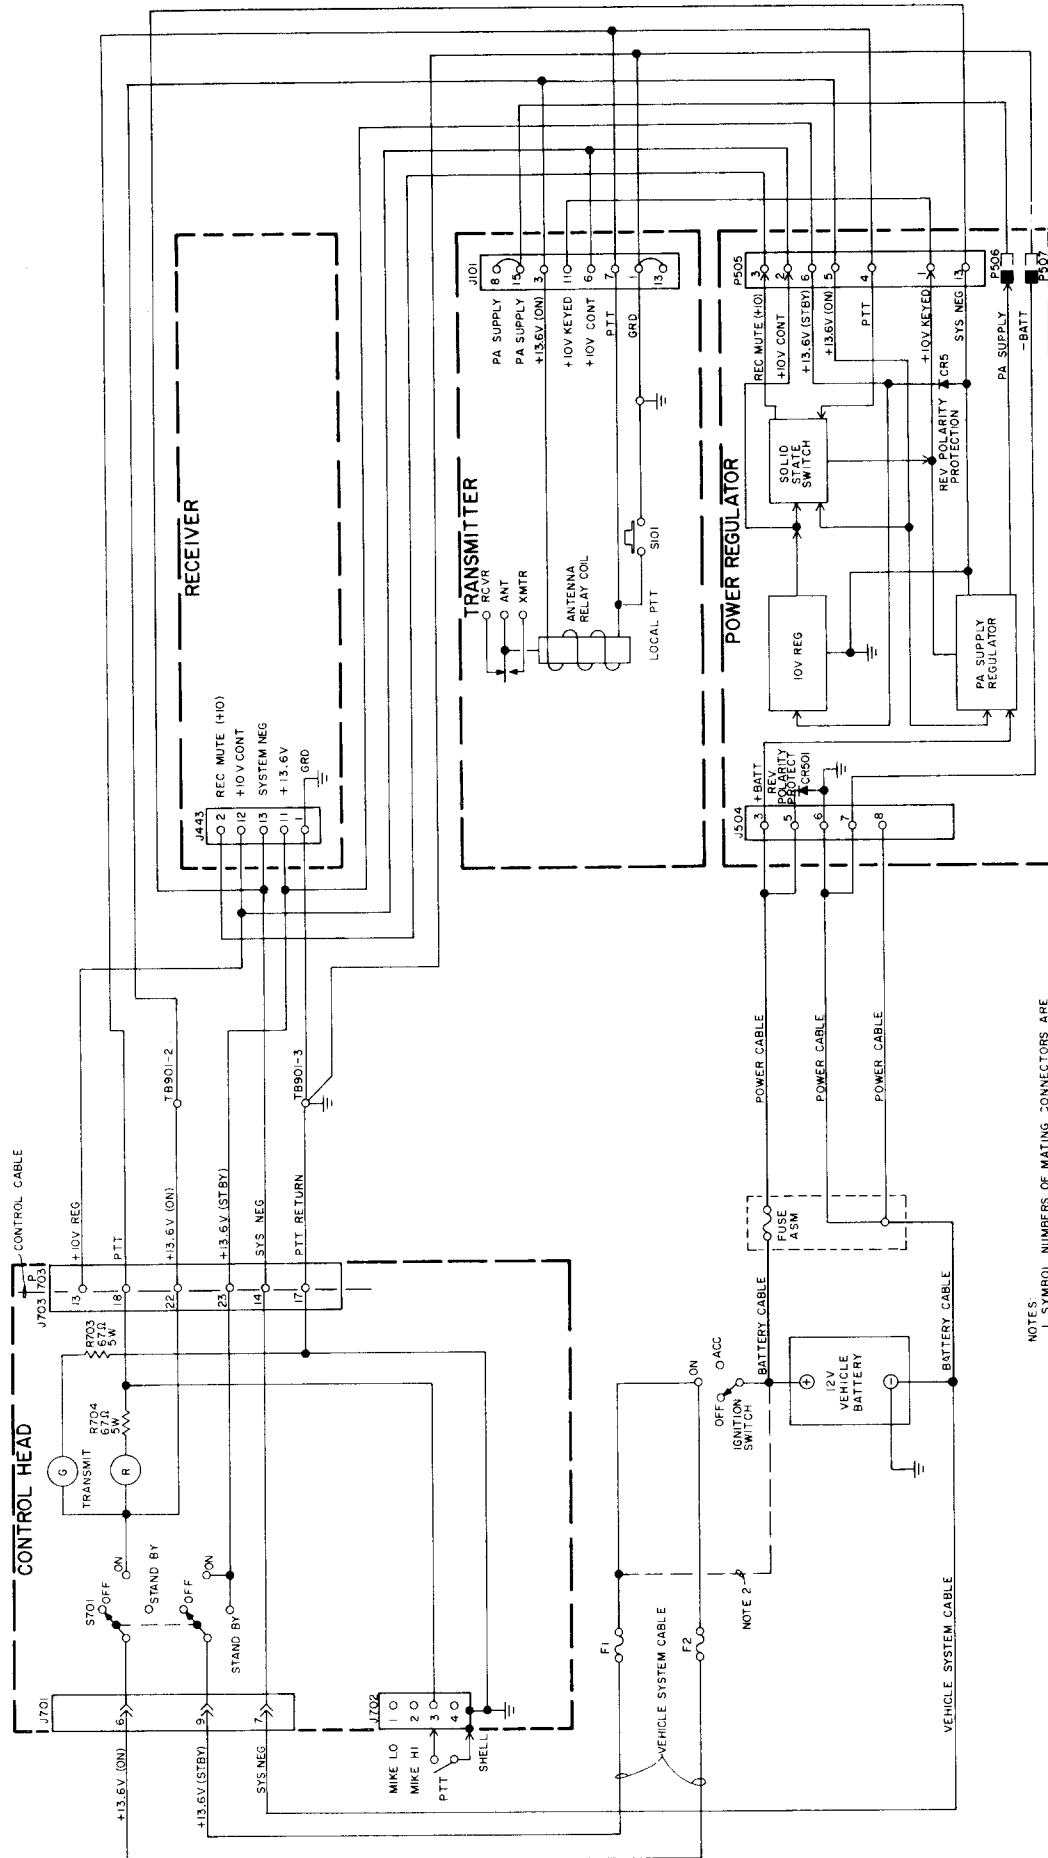 RECEIVER
J443
2 REC MUTE (+10)
12 +10V CONT
13 SYSTEM NEG
11 +13.6V
1 GRD
TRANSMITTER
RCVR
ANT
XMTR
ANTENNA
RELAY COIL
LOCAL PTT
S101
J101
PA SUPPLY 8
PA SUPPLY 15
+13.6V (ON) 3
+10V KEYED 11
+10V CONT 6
PTT 7
GRD 1
13
POWER REGULATOR
P505
REC MUTE (+10) 3
+10V CONT 2
+13.6V (STBY) 6
+13.6V (ON) 5
PTT 4
+10V KEYED 1
SYS NEG 13
CR5
REV POLARITY
PROTECTION
PA SUPPLY
P506
-BATT
P507
SOLID
STATE
SWITCH
10V REG
PA SUPPLY
REGULATOR
J504
3 +BATT
5
6
7
8
REV
POLARITY
PROTECT
CR501
CONTROL CABLE
J703
P703
13 +10V REG
18 PTT
22 +13.6V (ON)
23 +13.6V (STBY)
14 SYS NEG
17 PTT RETURN
TB901-2
TB901-3
CONTROL HEAD
R703
67Ω
5W
R704
67Ω
5W
G
TRANSMIT
R
S701
OFF
ON
STAND BY
OFF
ON
STAND BY
J701
+13.6V (ON) 6
+13.6V (STBY) 9
SYS NEG 7
J702
MIKE LO 1
MIKE HI 2
PTT 3
4
SHELL
POWER CABLE
POWER CABLE
POWER CABLE
FUSE
ASM
BATTERY CABLE
BATTERY CABLE
ON
ACC
OFF
IGNITION
SWITCH
+
12V
VEHICLE
BATTERY
-
F1
F2
NOTE 2
VEHICLE SYSTEM CABLE
VEHICLE SYSTEM CABLE
NOTES:
1 SYMBOL NUMBERS OF MATING CONNECTORS ARE